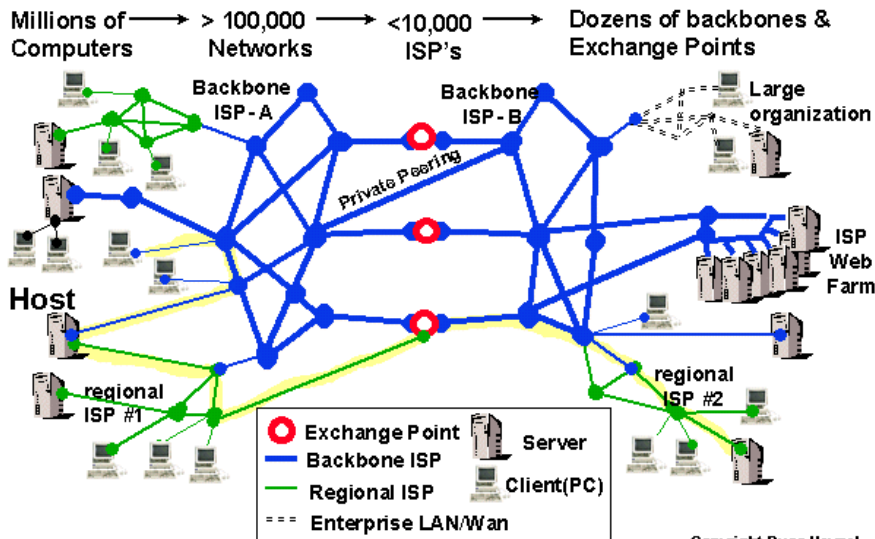 Millions of → > 100,000 → <10,000 → Dozens of backbones &
Computers Networks ISP's Exchange Points
Backbone
ISP - A
Backbone
ISP - B
Large
organization
Private Peering
ISP
Web
Farm
Host
regional
ISP #1
regional
ISP #2
Exchange Point
Backbone ISP
Regional ISP
Enterprise LAN/Wan
Server
Client(PC)